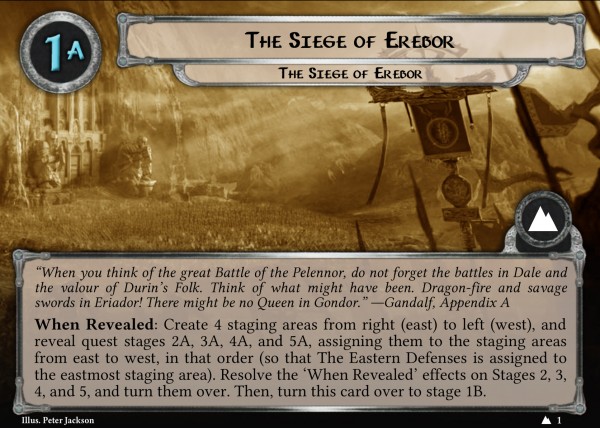 1A
The Siege of Erebor
The Siege of Erebor
“When you think of the great Battle of the Pelennor, do not forget the battles in Dale and
the valour of Durin's Folk. Think of what might have been. Dragon-fire and savage
swords in Eriador! There might be no Queen in Gondor.” —Gandalf, Appendix A
When Revealed: Create 4 staging areas from right (east) to left (west), and
reveal quest stages 2A, 3A, 4A, and 5A, assigning them to the staging areas
from east to west, in that order (so that The Eastern Defenses is assigned to
the eastmost staging area). Resolve the ‘When Revealed’ effects on Stages 2, 3,
4, and 5, and turn them over. Then, turn this card over to stage 1B.
Illus. Peter Jackson
1